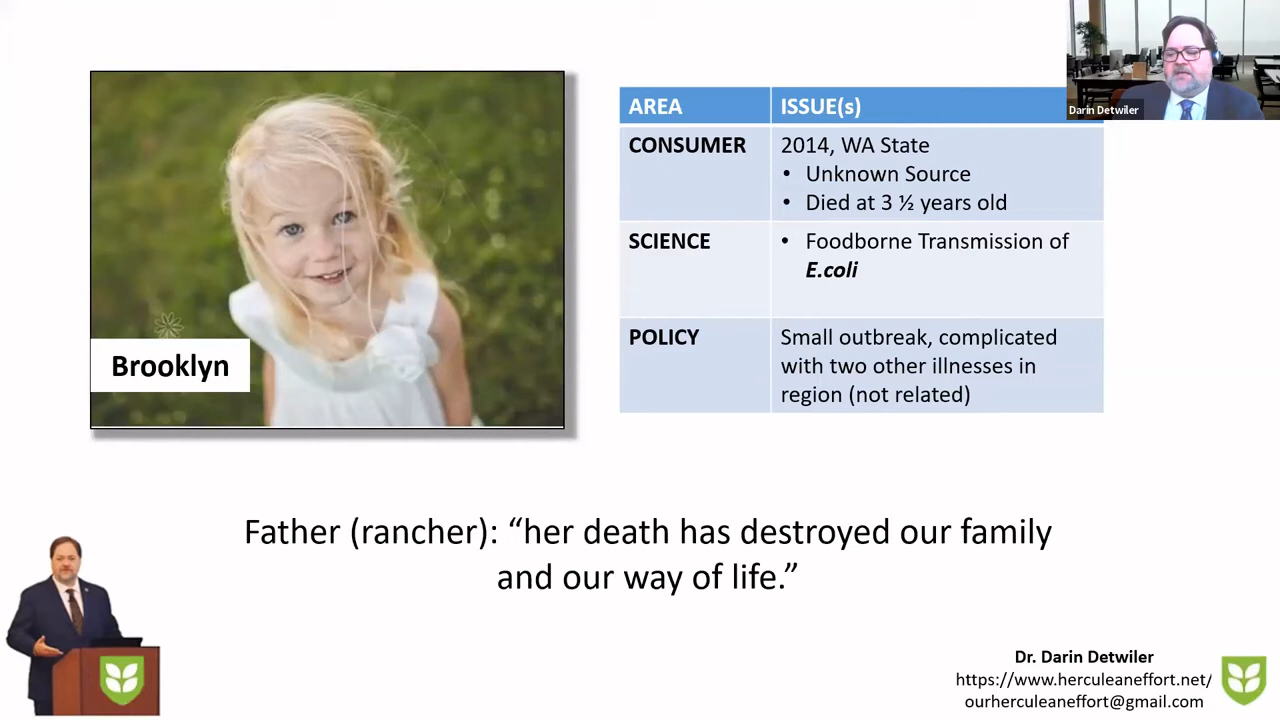 Darin Detwiler
Brooklyn
AREA ISSUE(s)
CONSUMER 2014, WA State
• Unknown Source
• Died at 3 ½ years old
SCIENCE • Foodborne Transmission of
E.coli
POLICY Small outbreak, complicated
with two other illnesses in
region (not related)
Father (rancher): “her death has destroyed our family
and our way of life.”
Dr. Darin Detwiler
https://www.herculeaneffort.net/
ourherculeaneffort@gmail.com